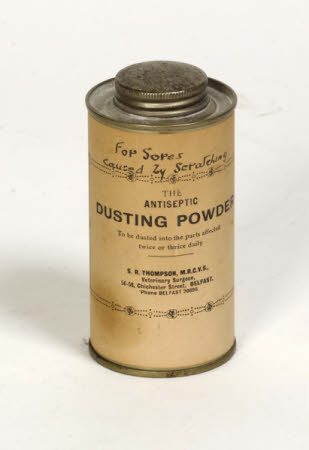 For Sores
caused by Scratching
THE
ANTISEPTIC
DUSTING POWDER
To be dusted into the parts affected
twice or thrice daily
S. R. THOMPSON, M.R.C.V.S.,
Veterinary Surgeon,
Chichester Street, BELFAST.
'Phone BELFAST